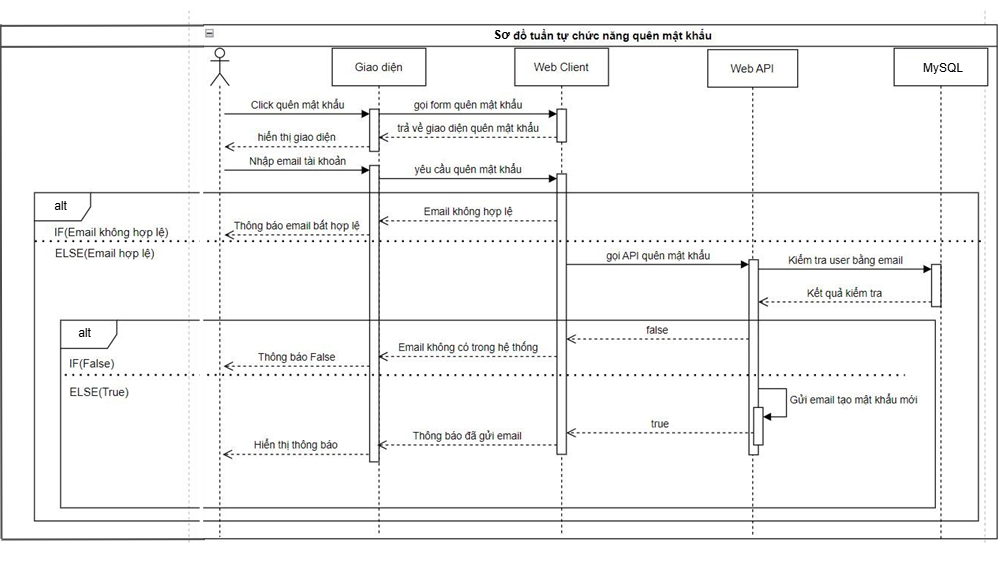 Sơ đồ tuần tự chức năng quên mật khẩu
Giao diện
Web Client
Web API
MySQL
Click quên mật khẩu
gọi form quên mật khẩu
trả về giao diện quên mật khẩu
hiển thị giao diện
Nhập email tài khoản
yêu cầu quên mật khẩu
alt
Email không hợp lệ
Thông báo email bất hợp lệ
IF(Email không hợp lệ)
ELSE(Email hợp lệ)
gọi API quên mật khẩu
Kiểm tra user bằng email
Kết quả kiểm tra
alt
false
Email không có trong hệ thống
Thông báo False
IF(False)
ELSE(True)
Gửi email tạo mật khẩu mới
true
Thông báo đã gửi email
Hiển thị thông báo